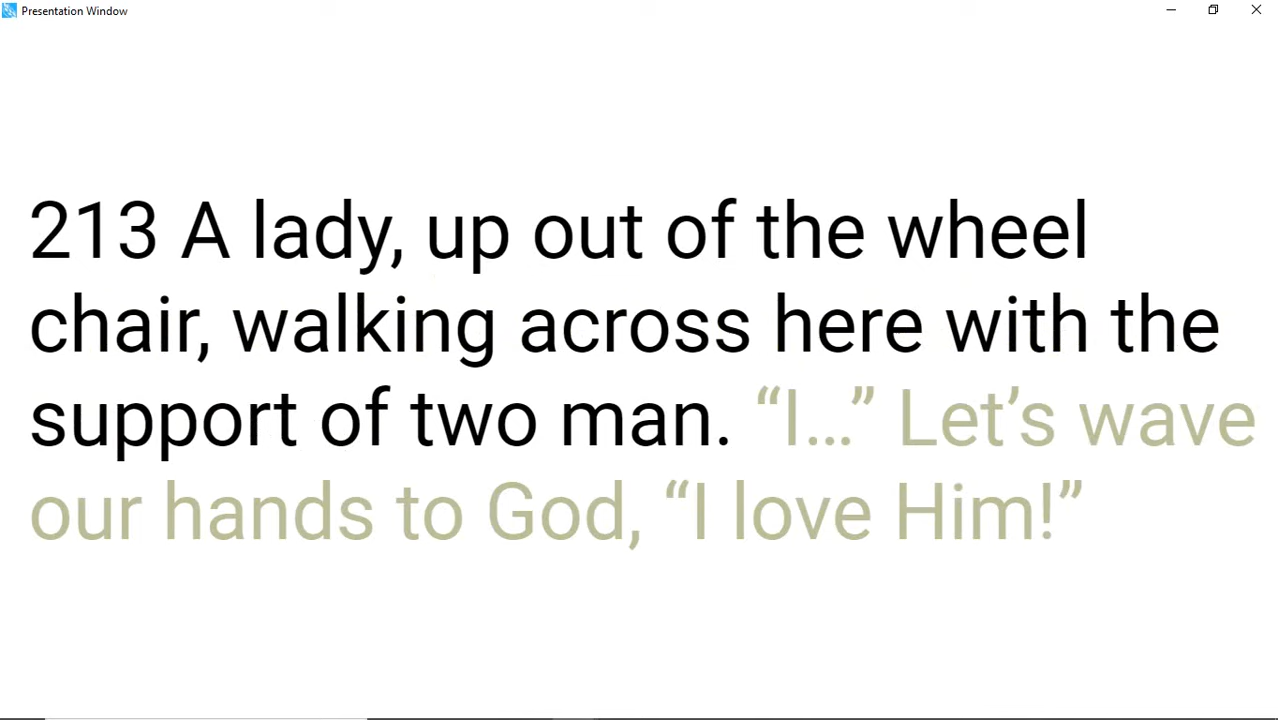 Presentation Window
213 A lady, up out of the wheel
chair, walking across here with the
support of two man. “I…” Let’s wave
our hands to God, “I love Him!”